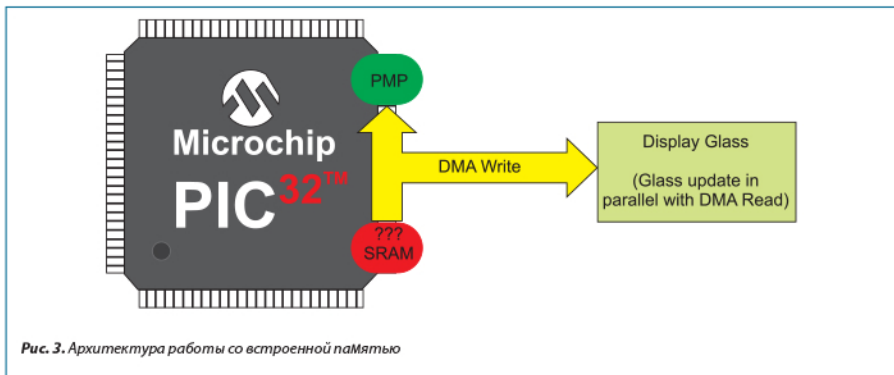 PMP
Microchip
PIC32™
DMA Write
Display Glass
(Glass update in
parallel with DMA Read)
???
SRAM
Рис. 3. Архитектура работы со встроенной памятью